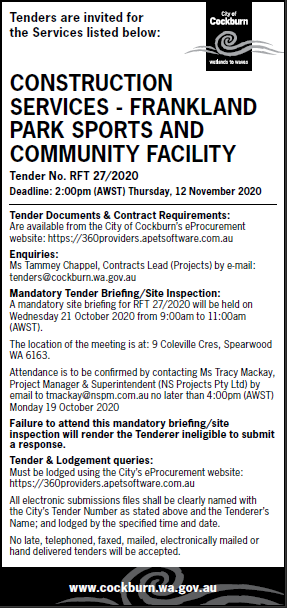 Tenders are invited for
the Services listed below:
City of
Cockburn
wetlands to waves
CONSTRUCTION
SERVICES - FRANKLAND
PARK SPORTS AND
COMMUNITY FACILITY
Tender No. RFT 27/2020
Deadline: 2:00pm (AWST) Thursday, 12 November 2020
Tender Documents & Contract Requirements:
Are available from the City of Cockburn's eProcurement
website: https://360providers.apetsoftware.com.au
Enquiries:
Ms Tammey Chappel, Contracts Lead (Projects) by e-mail:
tenders@cockburn.wa.gov.au
Mandatory Tender Briefing/Site Inspection:
A mandatory site briefing for RFT 27/2020 will be held on
Wednesday 21 October 2020 from 9:00am to 11:00am
(AWST).
The location of the meeting is at: 9 Coleville Cres, Spearwood
WA 6163.
Attendance is to be confirmed by contacting Ms Tracy Mackay,
Project Manager & Superintendent (NS Projects Pty Ltd) by
email to tmackay@nspm.com.au no later than 4:00pm (AWST)
Monday 19 October 2020
Failure to attend this mandatory briefing/site
inspection will render the Tenderer ineligible to submit
a response.
Tender & Lodgement queries:
Must be lodged using the City's eProcurement website:
https://360providers.apetsoftware.com.au
All electronic submissions files shall be clearly named with
the City's Tender Number as stated above and the Tenderer's
Name; and lodged by the specified time and date.
No late, telephoned, faxed, mailed, electronically mailed or
hand delivered tenders will be accepted.
www.cockburn.wa.gov.au